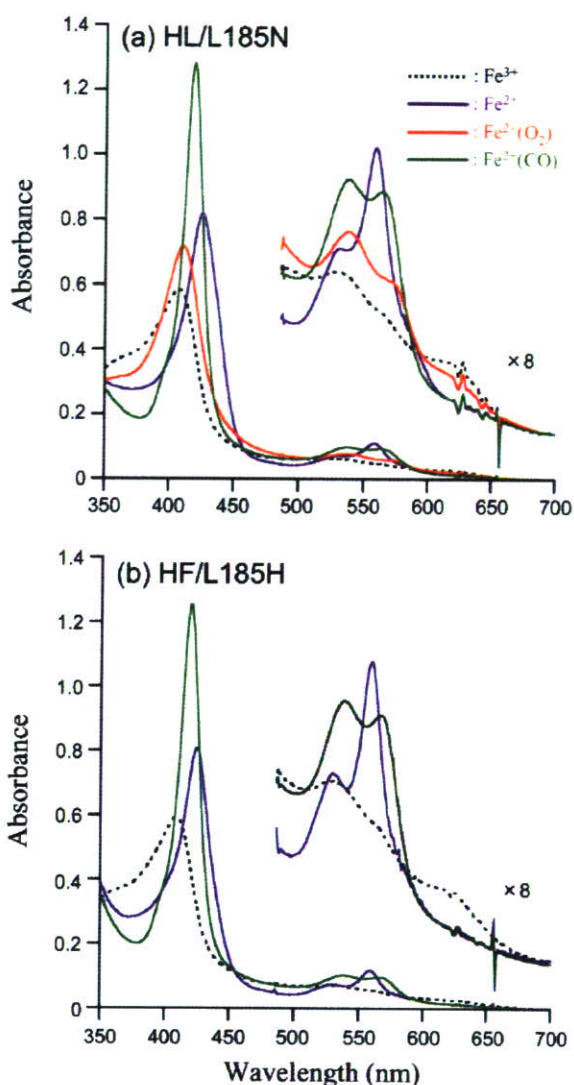 (a) HL/L185N
: Fe³⁺
: Fe²⁺
: Fe²⁺(O₂)
: Fe²⁺(CO)
×8
Absorbance
1.4
1.2
1.0
0.8
0.6
0.4
0.2
0
350 400 450 500 550 600 650 700
(b) HF/L185H
×8
Absorbance
1.4
1.2
1.0
0.8
0.6
0.4
0.2
0
350 400 450 500 550 600 650 700
Wavelength (nm)